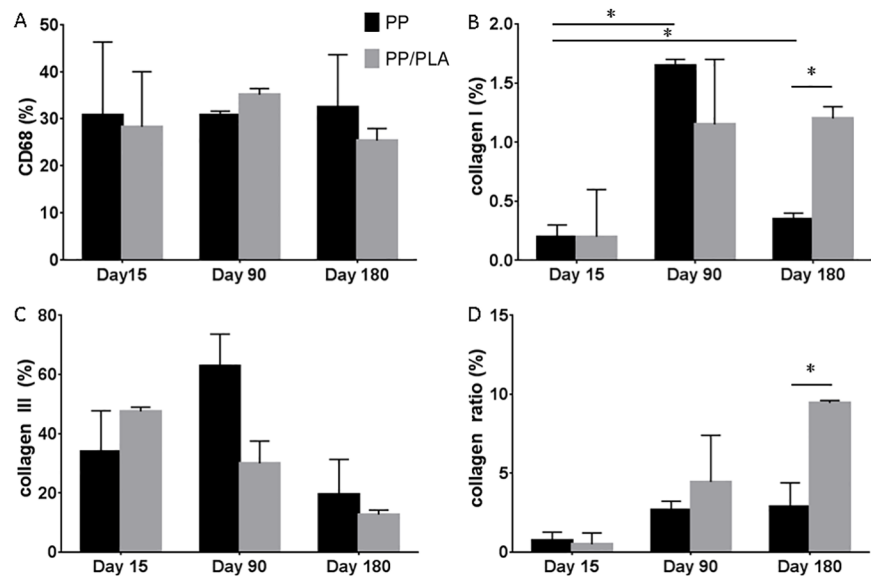 A
CD68 (%)
50
40
30
20
10
0
Day15
Day 90
Day 180
PP
PP/PLA
B
collagen I (%)
2.0
1.5
1.0
0.5
0.0
*
*
*
Day 15
Day 90
Day 180
C
collagen III (%)
80
60
40
20
0
Day 15
Day 90
Day 180
D
collagen ratio (%)
15
10
5
0
*
Day 15
Day 90
Day 180